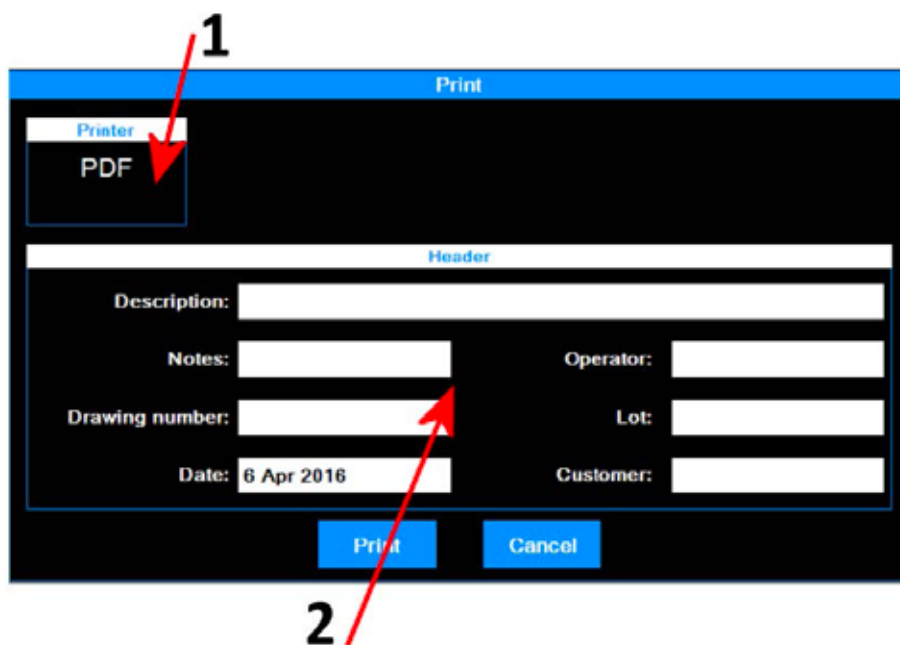 1
Print
Printer
PDF
Header
Description:
Notes:
Operator:
Drawing number:
Lot:
Date: 6 Apr 2016
Customer:
Print
Cancel
2